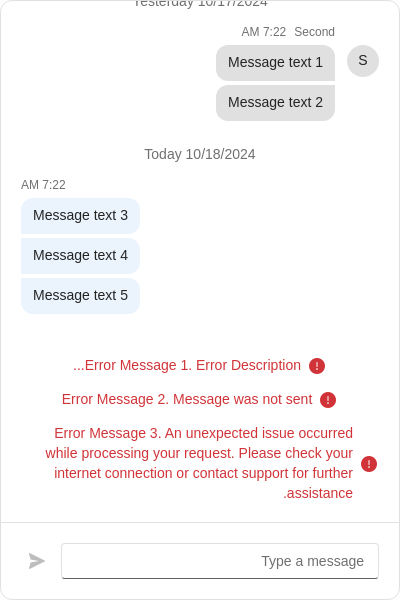 Yesterday 10/17/2024
AM 7:22 Second
Message text 1
S
Message text 2
Today 10/18/2024
AM 7:22
Message text 3
Message text 4
Message text 5
...Error Message 1. Error Description
Error Message 2. Message was not sent
Error Message 3. An unexpected issue occurred
while processing your request. Please check your
internet connection or contact support for further
.assistance
Type a message